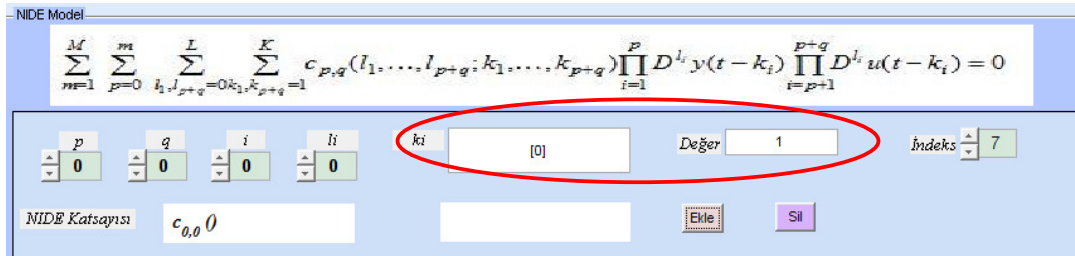 NIDE Model
M m L K
∑ ∑ ∑ ∑ c_{p,q}(l_1,…,l_{p+q};k_1,…,k_{p+q})∏ D^{l_i} y(t−k_i) ∏ D^{l_i} u(t−k_i) = 0
m=1 p=0 l_1,l_{p+q}=0 k_1,k_{p+q}=1 i=1 p i=p+1 p+q
p q i li ki [0] Değer 1 İndeks 7
0 0 0 0
NIDE Katsayısı c_{0,0} () Ekle Sil